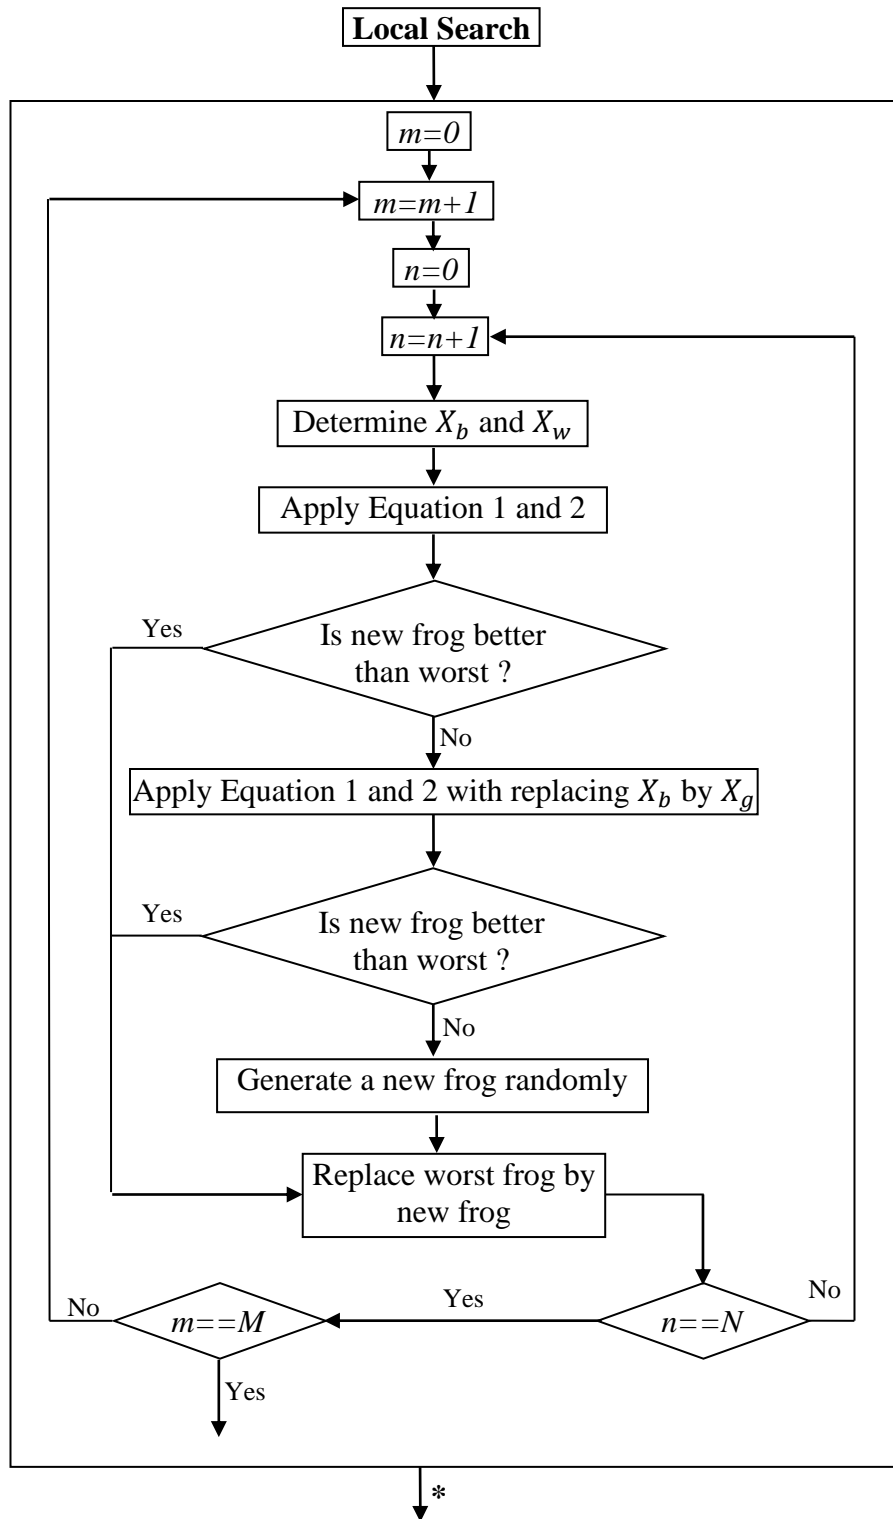 Local Search
m=0
m=m+1
n=0
n=n+1
Determine X_b and X_w
Apply Equation 1 and 2
Yes
Is new frog better
than worst ?
No
Apply Equation 1 and 2 with replacing X_b by X_g
Yes
Is new frog better
than worst ?
No
Generate a new frog randomly
Replace worst frog by
new frog
No
m==M
Yes
n==N
No
Yes
*